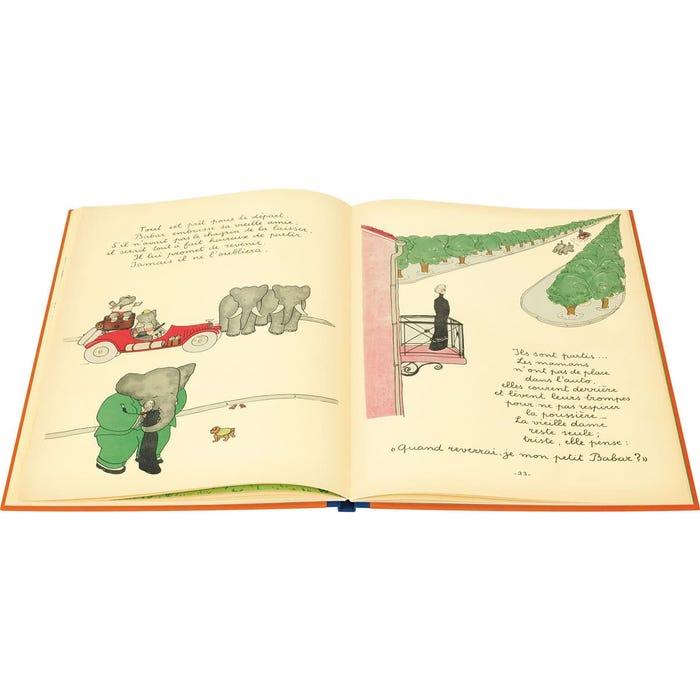 Tout est prêt pour le départ...
Babar embrasse sa vieille amie.
S'il n'avait pas le chagrin de la laisser,
il serait tout à fait heureux de partir
Il lui promet de revenir.
Jamais il ne l'oubliera.
Ils sont partis...
Les mamans
n'ont pas de place
dans l'auto.
elles courent derrière
et lèvent leurs trompes
pour ne pas respirer
la poussière_
La vieille dame
reste seule;
triste, elle pense:
«Quand reverrai-je mon petit Babar?»
-23-